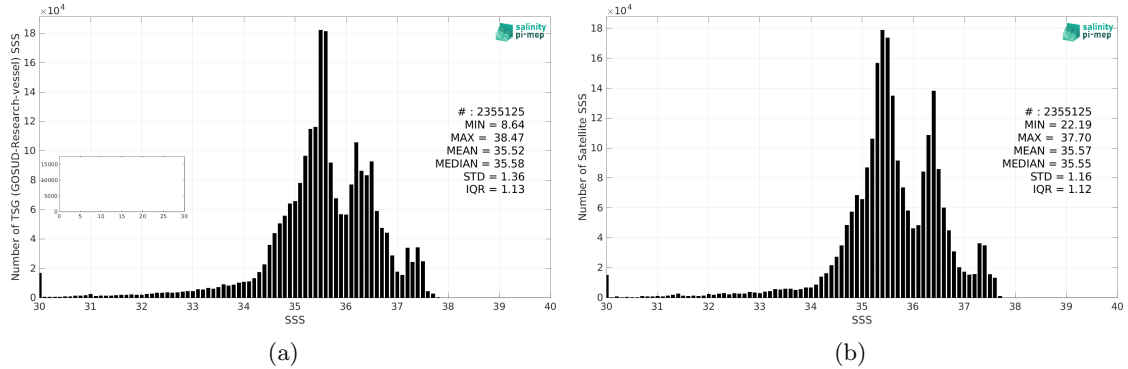 ×10⁴
salinity
pi-mep
Number of TSG (GOSUD-Research-vessel) SSS
18
16
14
12
10
8
6
4
2
0
# : 2355125
MIN = 8.64
MAX = 38.47
MEAN = 35.52
MEDIAN = 35.58
STD = 1.36
IQR = 1.13
15000
10000
5000
0
0 5 10 15 20 25 30
30 31 32 33 34 35 36 37 38 39 40
SSS
(a)
×10⁴
salinity
pi-mep
Number of Satellite SSS
18
16
14
12
10
8
6
4
2
0
# : 2355125
MIN = 22.19
MAX = 37.70
MEAN = 35.57
MEDIAN = 35.55
STD = 1.16
IQR = 1.12
30 31 32 33 34 35 36 37 38 39 40
SSS
(b)